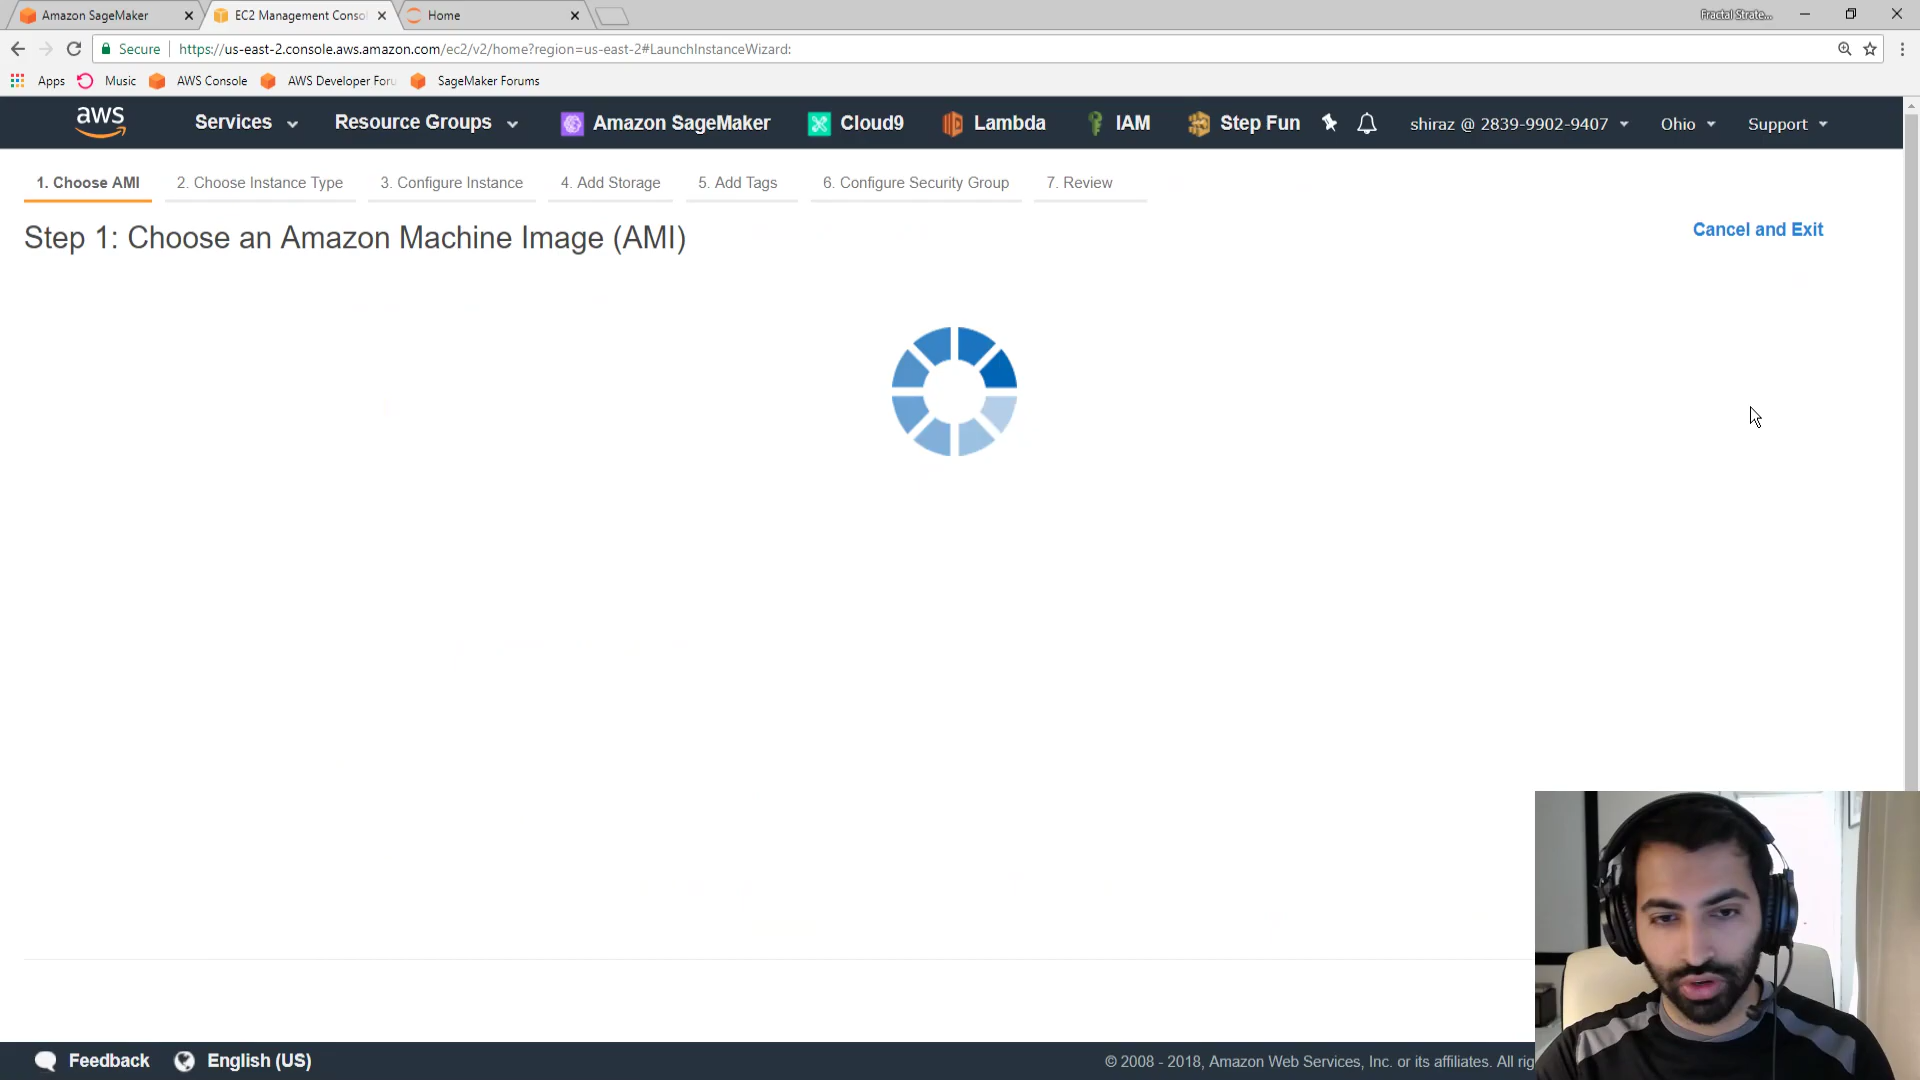 Amazon SageMaker
EC2 Management Conso
Home
Fractal Strate...
Secure
https://us-east-2.console.aws.amazon.com/ec2/v2/home?region=us-east-2#LaunchInstanceWizard:
Apps
Music
AWS Console
AWS Developer Foru
SageMaker Forums
aws
Services
Resource Groups
Amazon SageMaker
Cloud9
Lambda
IAM
Step Fun
shiraz @ 2839-9902-9407
Ohio
Support
1. Choose AMI
2. Choose Instance Type
3. Configure Instance
4. Add Storage
5. Add Tags
6. Configure Security Group
7. Review
Step 1: Choose an Amazon Machine Image (AMI)
Cancel and Exit
Feedback
English (US)
© 2008 - 2018, Amazon Web Services, Inc. or its affiliates. All rig